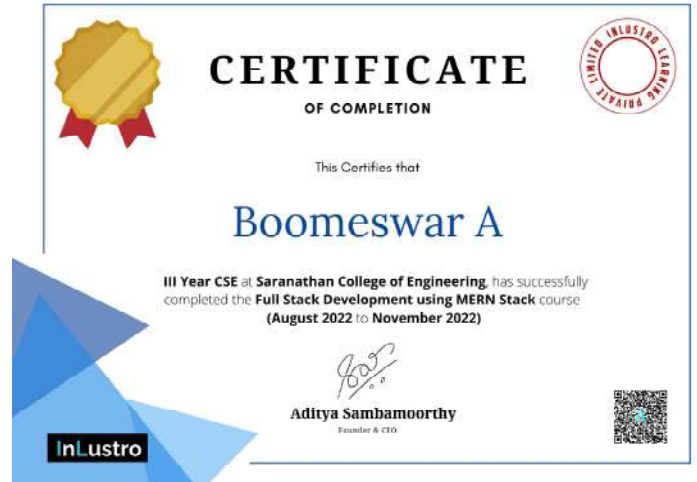 CERTIFICATE
INLUSTRO LEARNING PRIVATE LIMITED
OF COMPLETION
This Certifies that
Boomeswar A
III Year CSE at Saranathan College of Engineering, has successfully
completed the Full Stack Development using MERN Stack course
(August 2022 to November 2022)
Aditya Sambamoorthy
Founder & CEO
InLustro